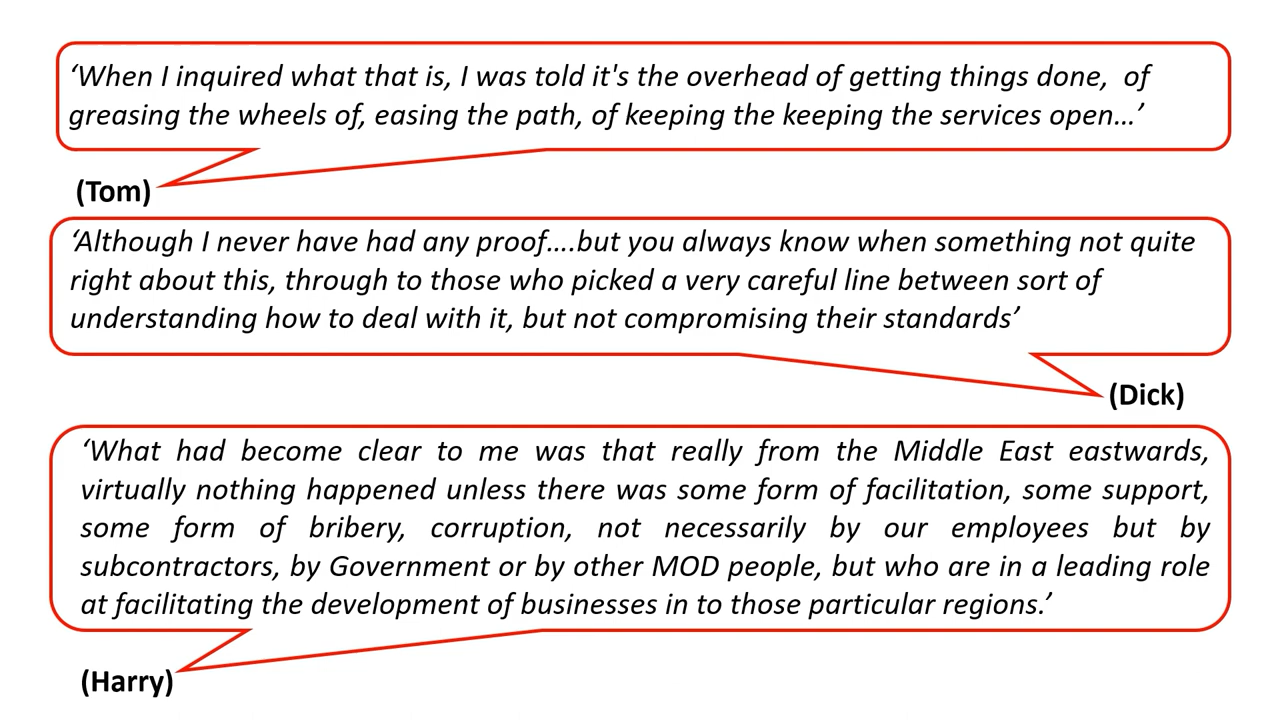 ‘When I inquired what that is, I was told it's the overhead of getting things done,  of
greasing the wheels of, easing the path, of keeping the keeping the services open…’
(Tom)
‘Although I never have had any proof….but you always know when something not quite
right about this, through to those who picked a very careful line between sort of
understanding how to deal with it, but not compromising their standards’
(Dick)
‘What had become clear to me was that really from the Middle East eastwards,
virtually nothing happened unless there was some form of facilitation, some support,
some form of bribery, corruption, not necessarily by our employees but by
subcontractors, by Government or by other MOD people, but who are in a leading role
at facilitating the development of businesses in to those particular regions.’
(Harry)